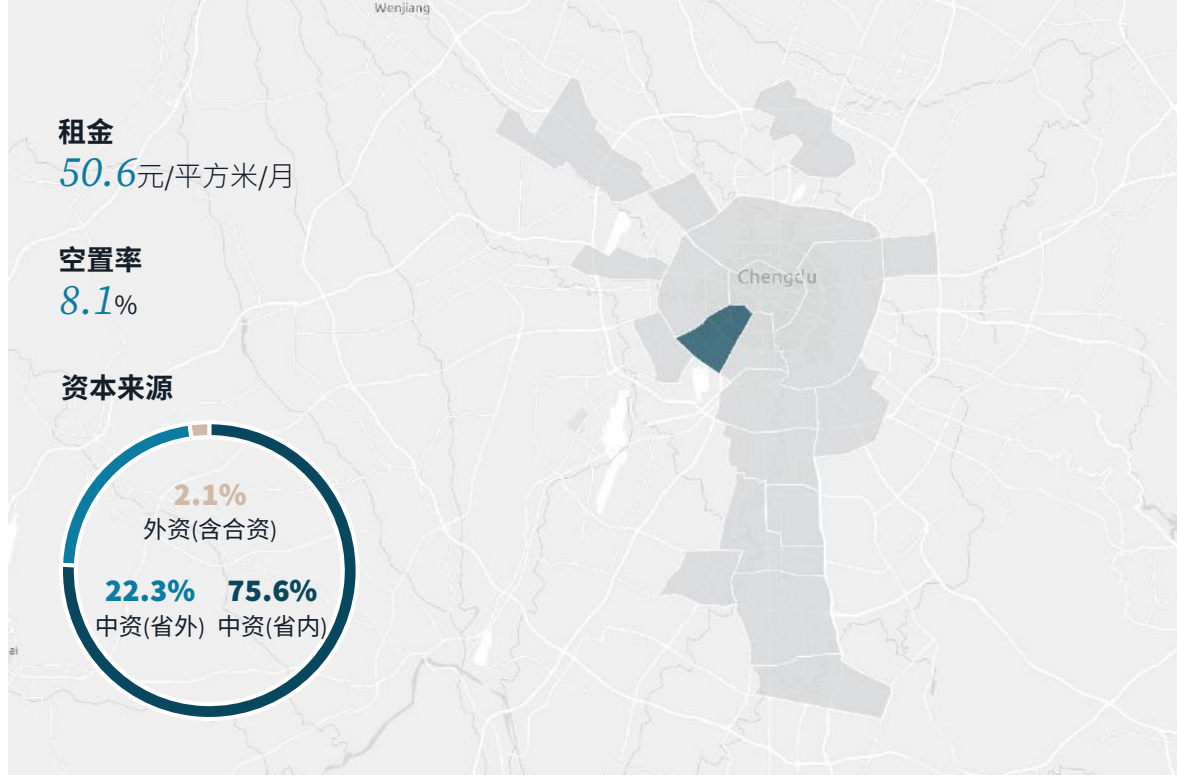 Wenjiang
租金
50.6元/平方米/月
空置率
8.1%
Chengdu
资本来源
2.1%
外资(含合资)
22.3% 75.6%
中资(省外) 中资(省内)
ai